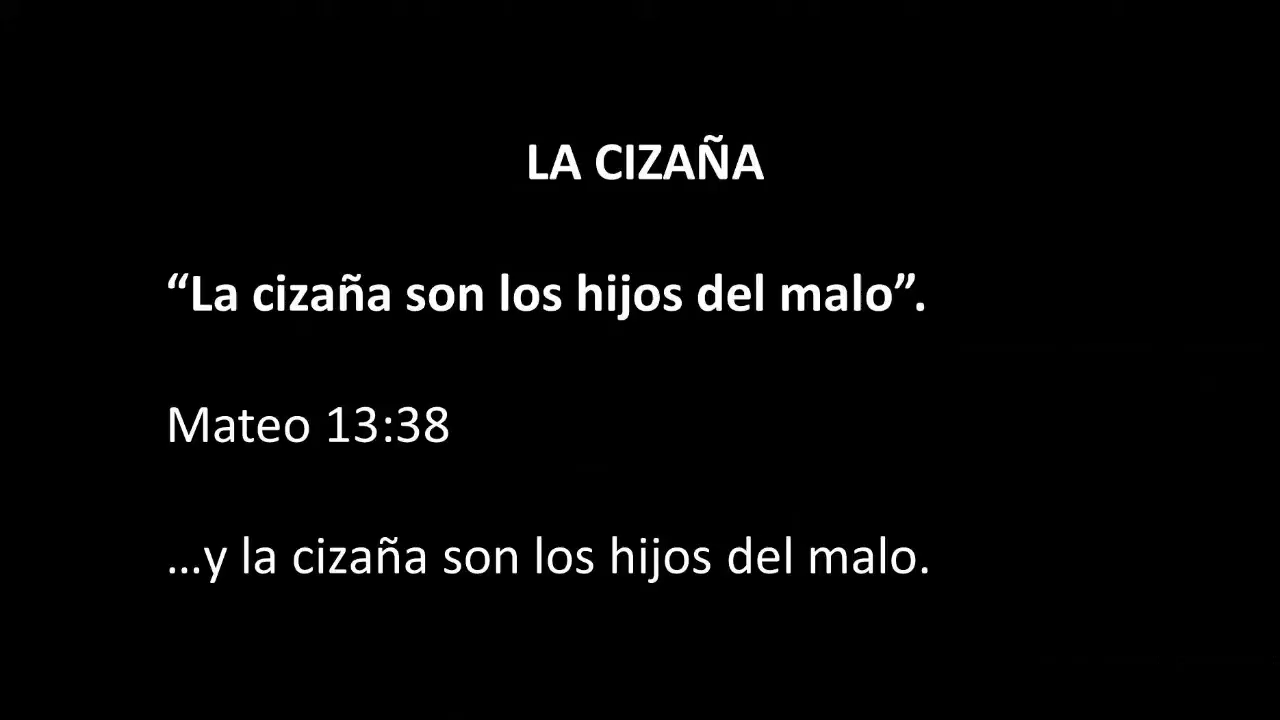 LA CIZAÑA
“La cizaña son los hijos del malo”.
Mateo 13:38
…y la cizaña son los hijos del malo.